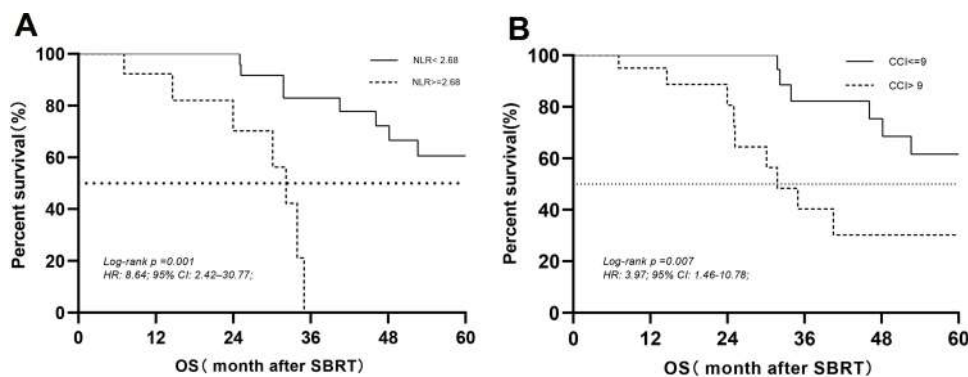 A
Percent survival(%)
100
80
60
40
20
0
0 12 24 36 48 60
OS( month after SBRT)
NLR< 2.68
NLR>=2.68
Log-rank p =0.001
HR: 8.64; 95% CI: 2.42–30.77;
B
Percent survival(%)
100
80
60
40
20
0
0 12 24 36 48 60
OS( month after SBRT)
CCI<=9
CCI> 9
Log-rank p =0.007
HR: 3.97; 95% CI: 1.46-10.78;